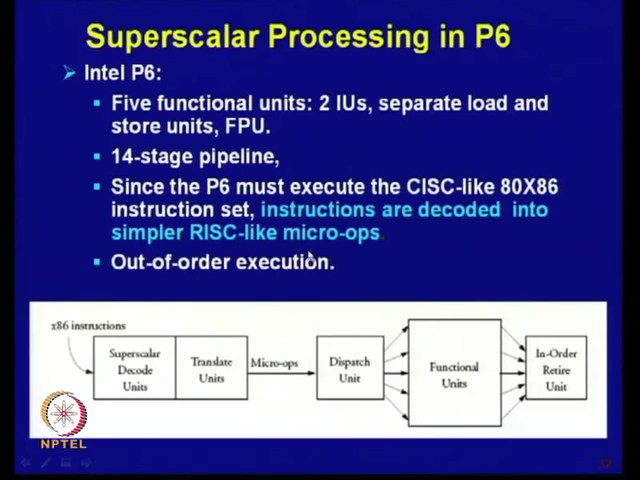 Superscalar Processing in P6
Intel P6:
Five functional units: 2 IUs, separate load and
store units, FPU.
14-stage pipeline,
Since the P6 must execute the CISC-like 80X86
instruction set, instructions are decoded into
simpler RISC-like micro-ops.
Out-of-order execution.
x86 instructions
Superscalar
Decode
Units
Translate
Units
Micro-ops
Dispatch
Unit
Functional
Units
In-Order
Retire
Unit
NPTEL